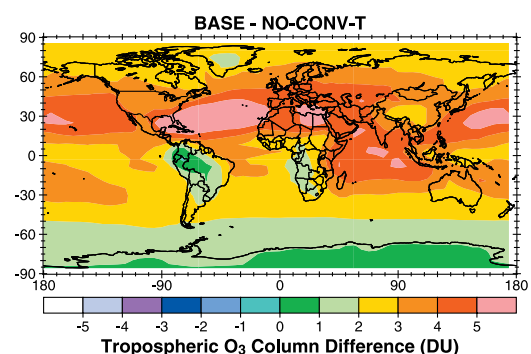 BASE - NO-CONV-T
90
60
30
0
-30
-60
-90
180 -90 0 90 180
-5 -4 -3 -2 -1 0 1 2 3 4 5
Tropospheric O₃ Column Difference (DU)